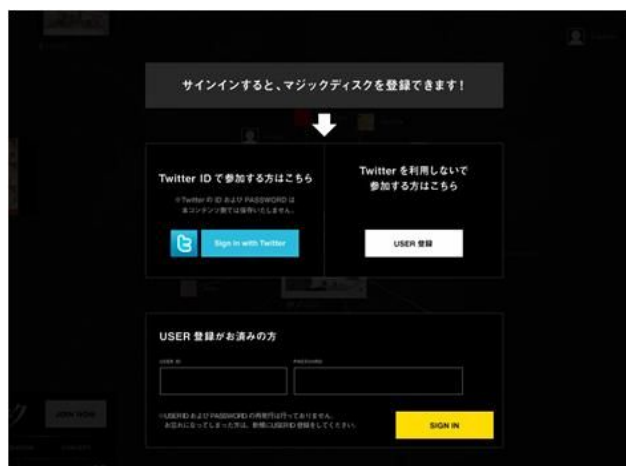 サインインすると、マジックディスクを登録できます！
Twitter ID で参加する方はこちら
※Twitter の ID および PASSWORD は
本コンテンツ側では保存いたしません。
Sign in with Twitter
Twitter を利用しないで
参加する方はこちら
USER 登録
USER 登録がお済みの方
USER ID
PASSWORD
※USER ID および PASSWORD の再発行は行っておりません。
お忘れになってしまった方は、新規にUSER ID 登録をしてください。
SIGN IN
JOIN NOW